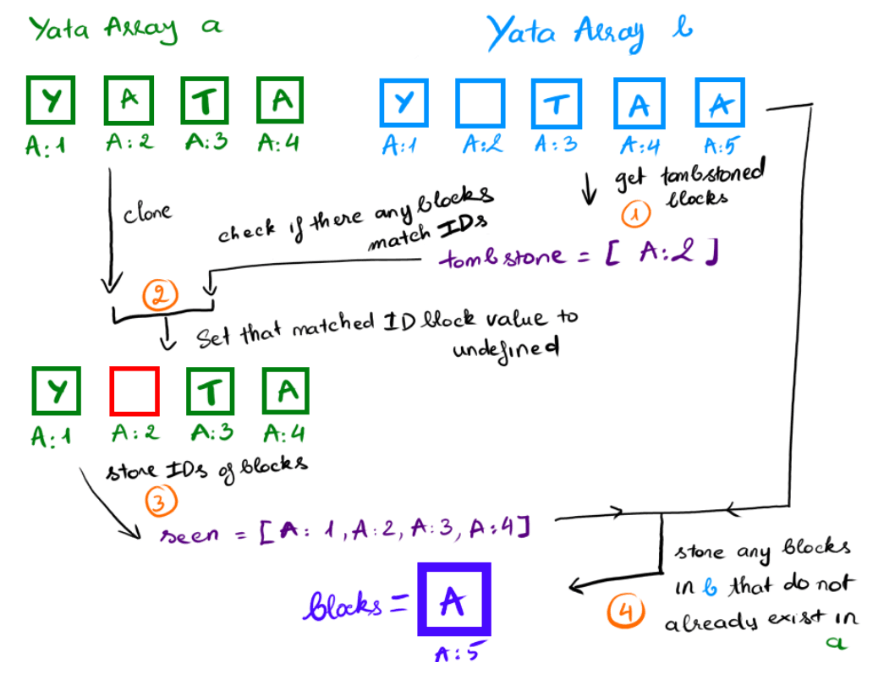 Yata Array a
Yata Array b
Y A T A
A:1 A:2 A:3 A:4
Y T A A
A:1 A:2 A:3 A:4 A:5
clone
check if there any blocks
match IDs
get tombstoned
blocks
1
tombstone = [ A:2 ]
2
Set that matched ID block value to
undefined
Y T A
A:1 A:2 A:3 A:4
store IDs of blocks
3
seen = [A: 1, A:2, A:3, A:4]
store any blocks
in b that do not
already exist in
a
4
blocks = A
A:5